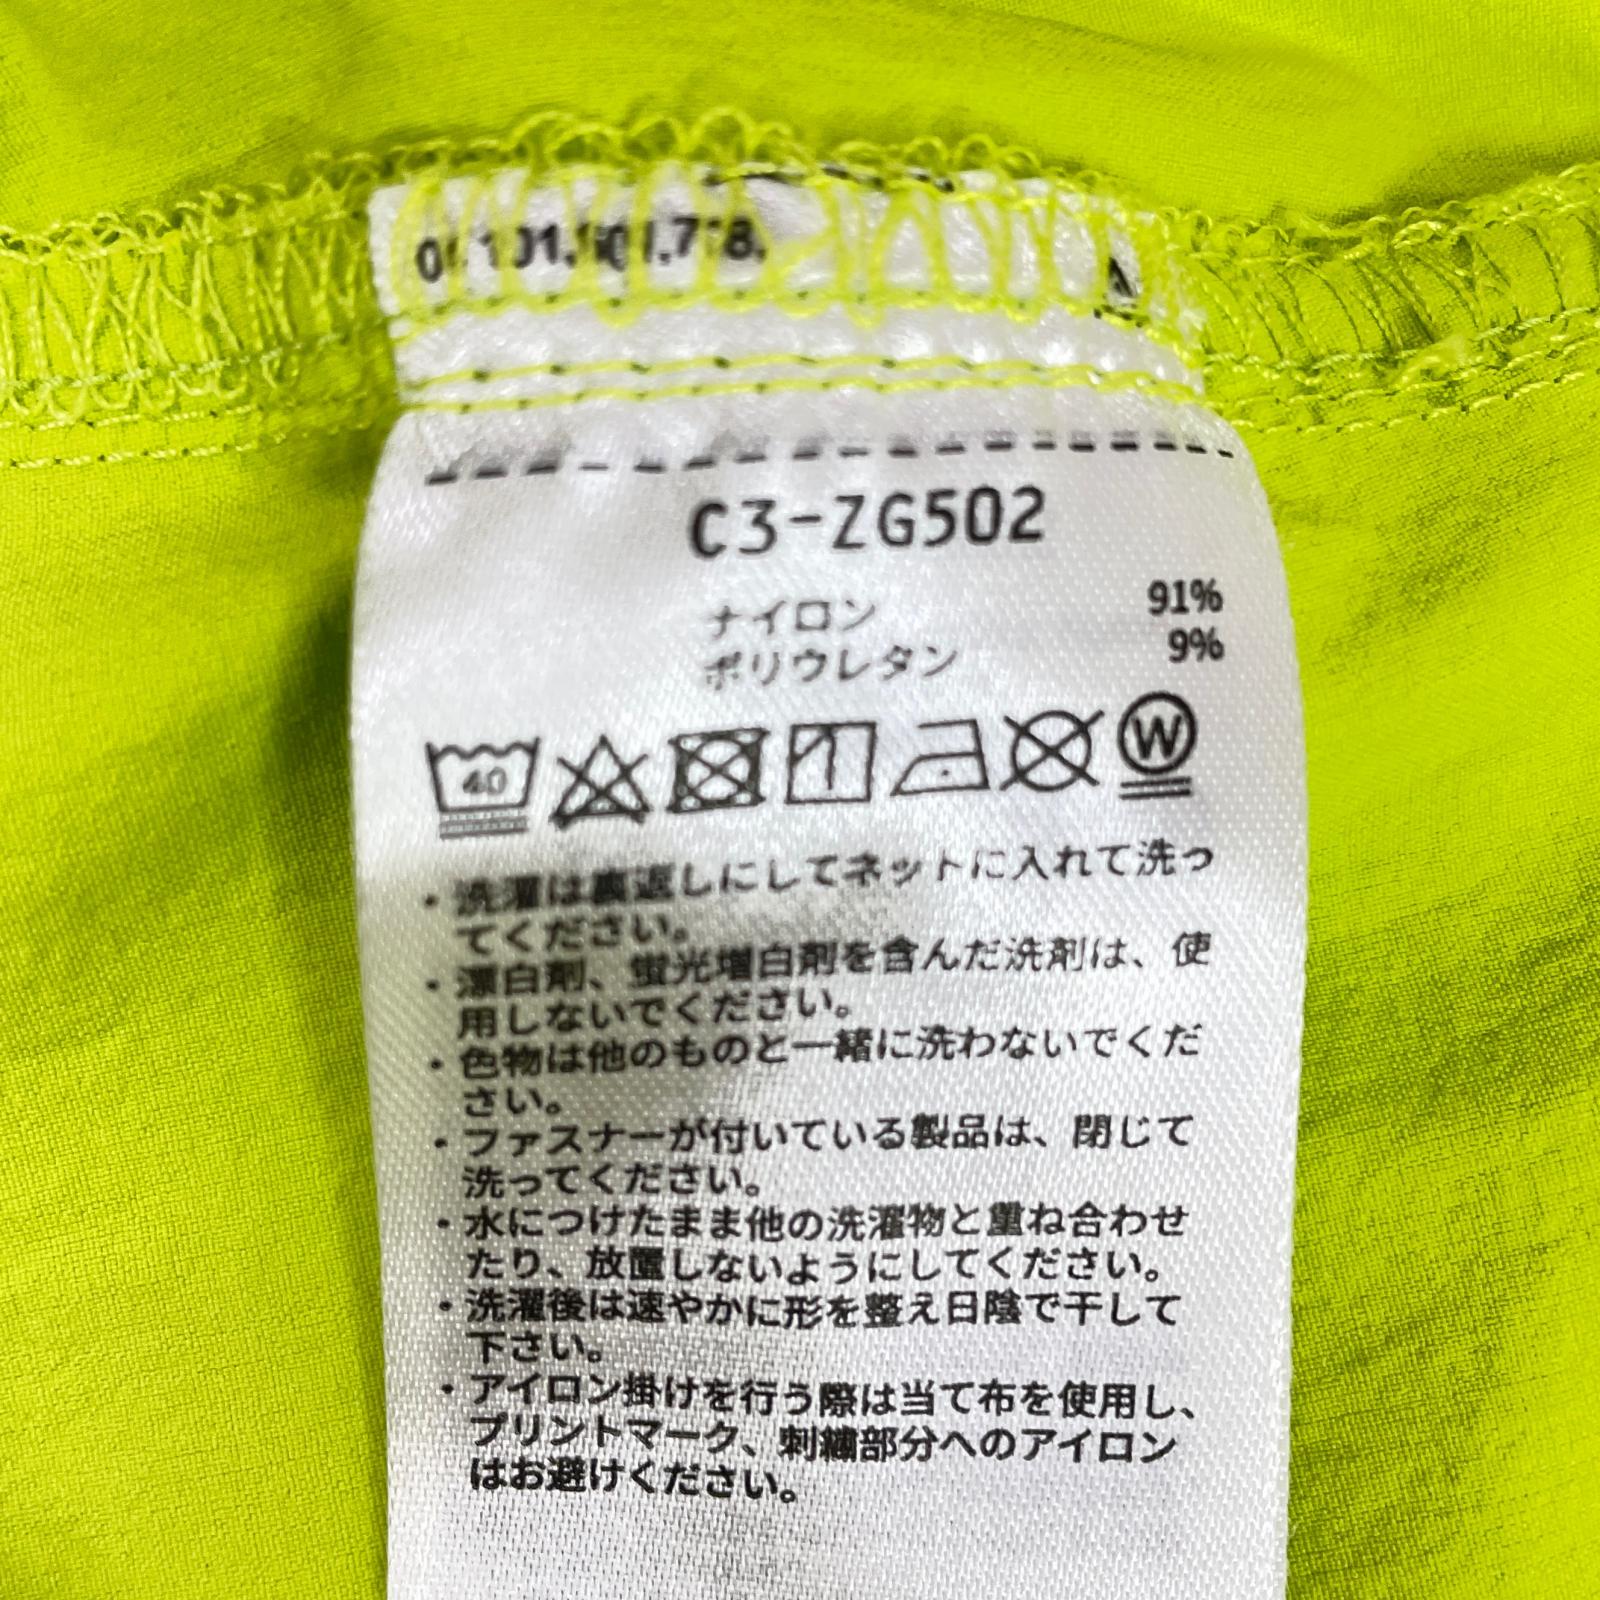 C3-ZG502
ナイロン 91%
ポリウレタン 9%
40
W
・洗濯は裏返しにしてネットに入れて洗っ
てください。
・漂白剤、蛍光増白剤を含んだ洗剤は、使
用しないでください。
・色物は他のものと一緒に洗わないでくだ
さい。
・ファスナーが付いている製品は、閉じて
洗ってください。
・水につけたまま他の洗濯物と重ね合わせ
たり、放置しないようにしてください。
・洗濯後は速やかに形を整え日陰で干して
下さい。
・アイロン掛けを行う際は当て布を使用し、
プリントマーク、刺繍部分へのアイロン
はお避けください。